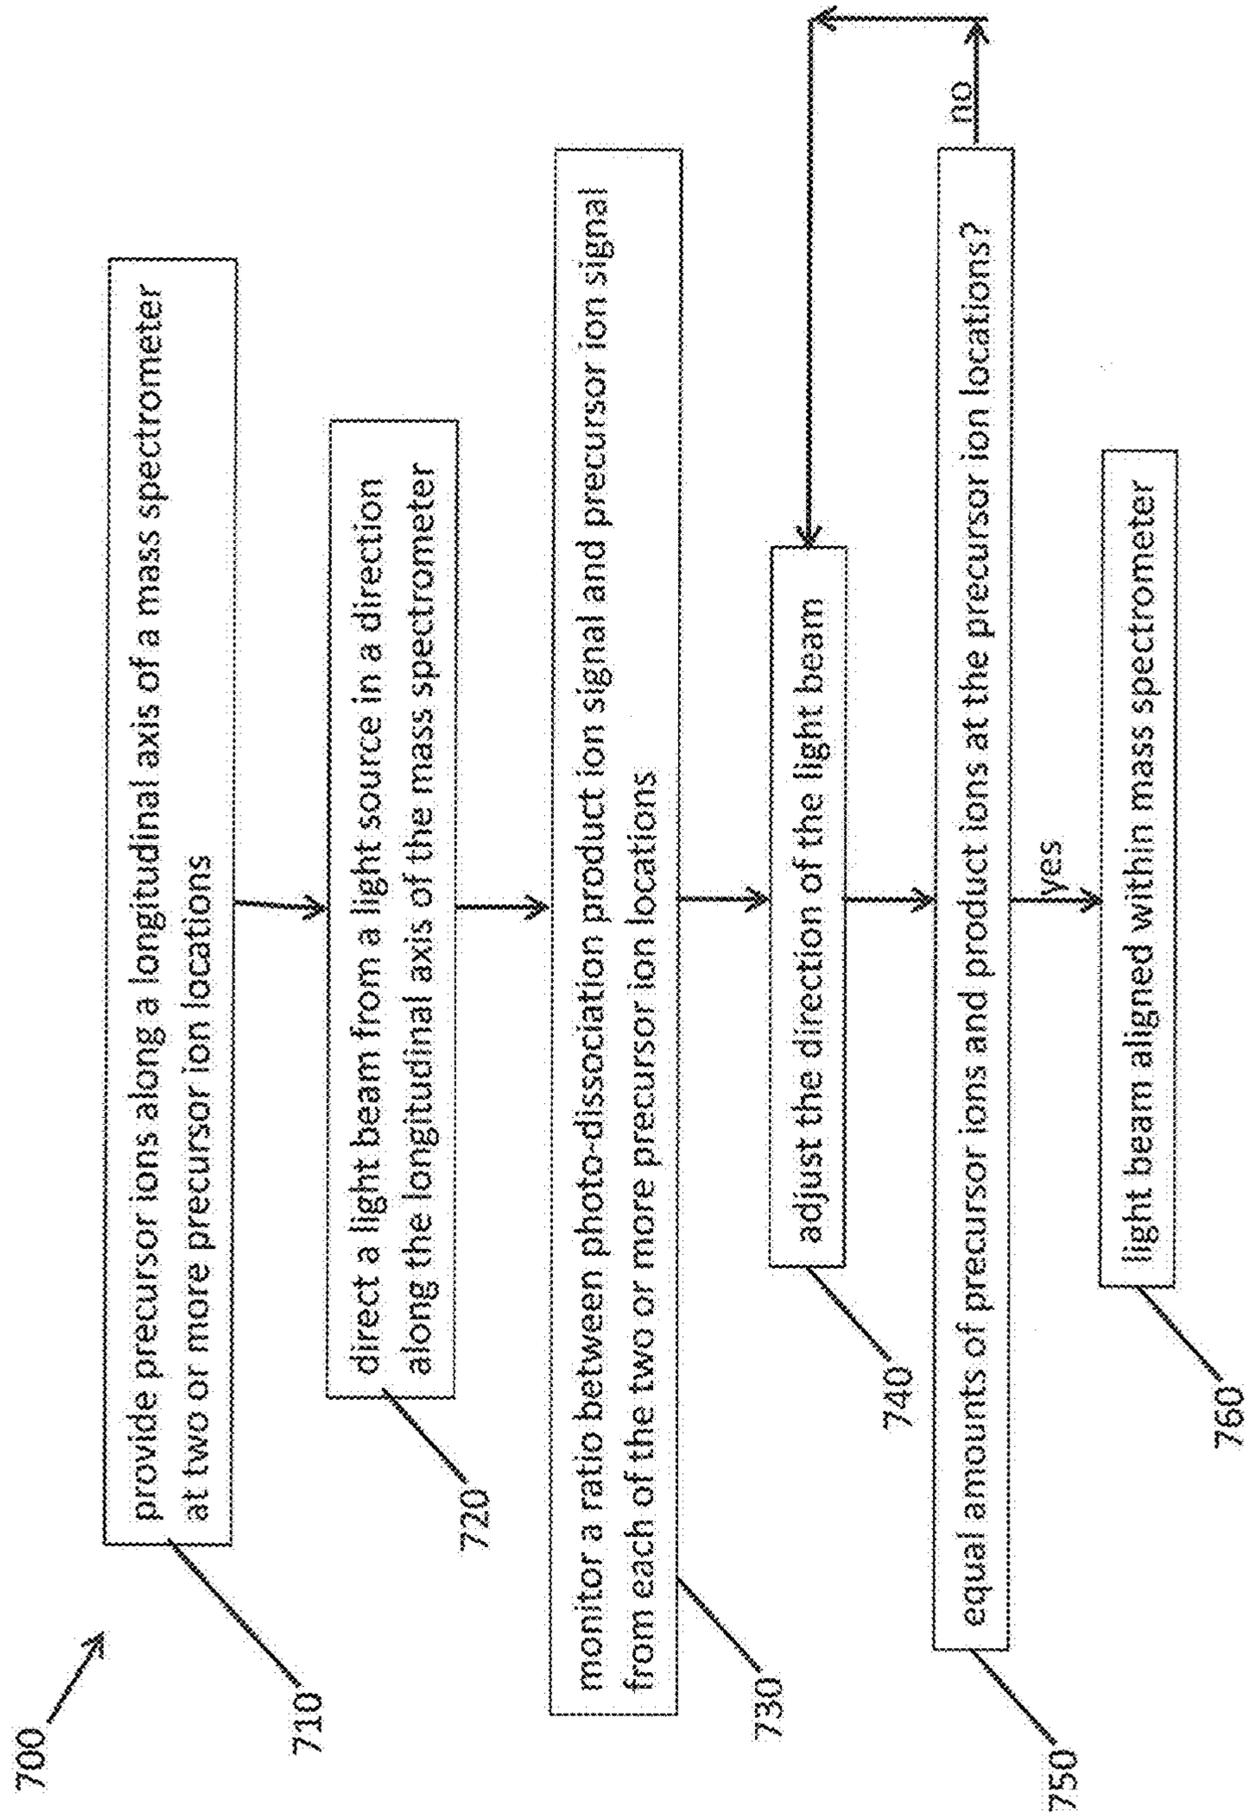 700
710
provide precursor ions along a longitudinal axis of a mass spectrometer
at two or more precursor ion locations
720
direct a light beam from a light source in a direction
along the longitudinal axis of the mass spectrometer
730
monitor a ratio between photo-dissociation product ion signal and precursor ion signal
from each of the two or more precursor ion locations
740
adjust the direction of the light beam
750
equal amounts of precursor ions and product ions at the precursor ion locations?
no
yes
760
light beam aligned within mass spectrometer